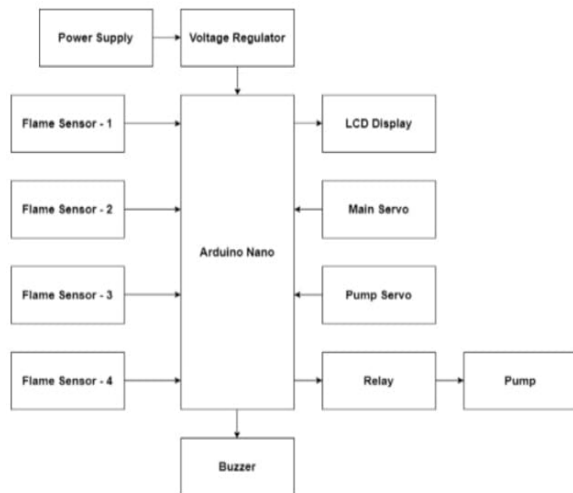 Power Supply
Voltage Regulator
Flame Sensor - 1
LCD Display
Flame Sensor - 2
Main Servo
Arduino Nano
Flame Sensor - 3
Pump Servo
Flame Sensor - 4
Relay
Pump
Buzzer